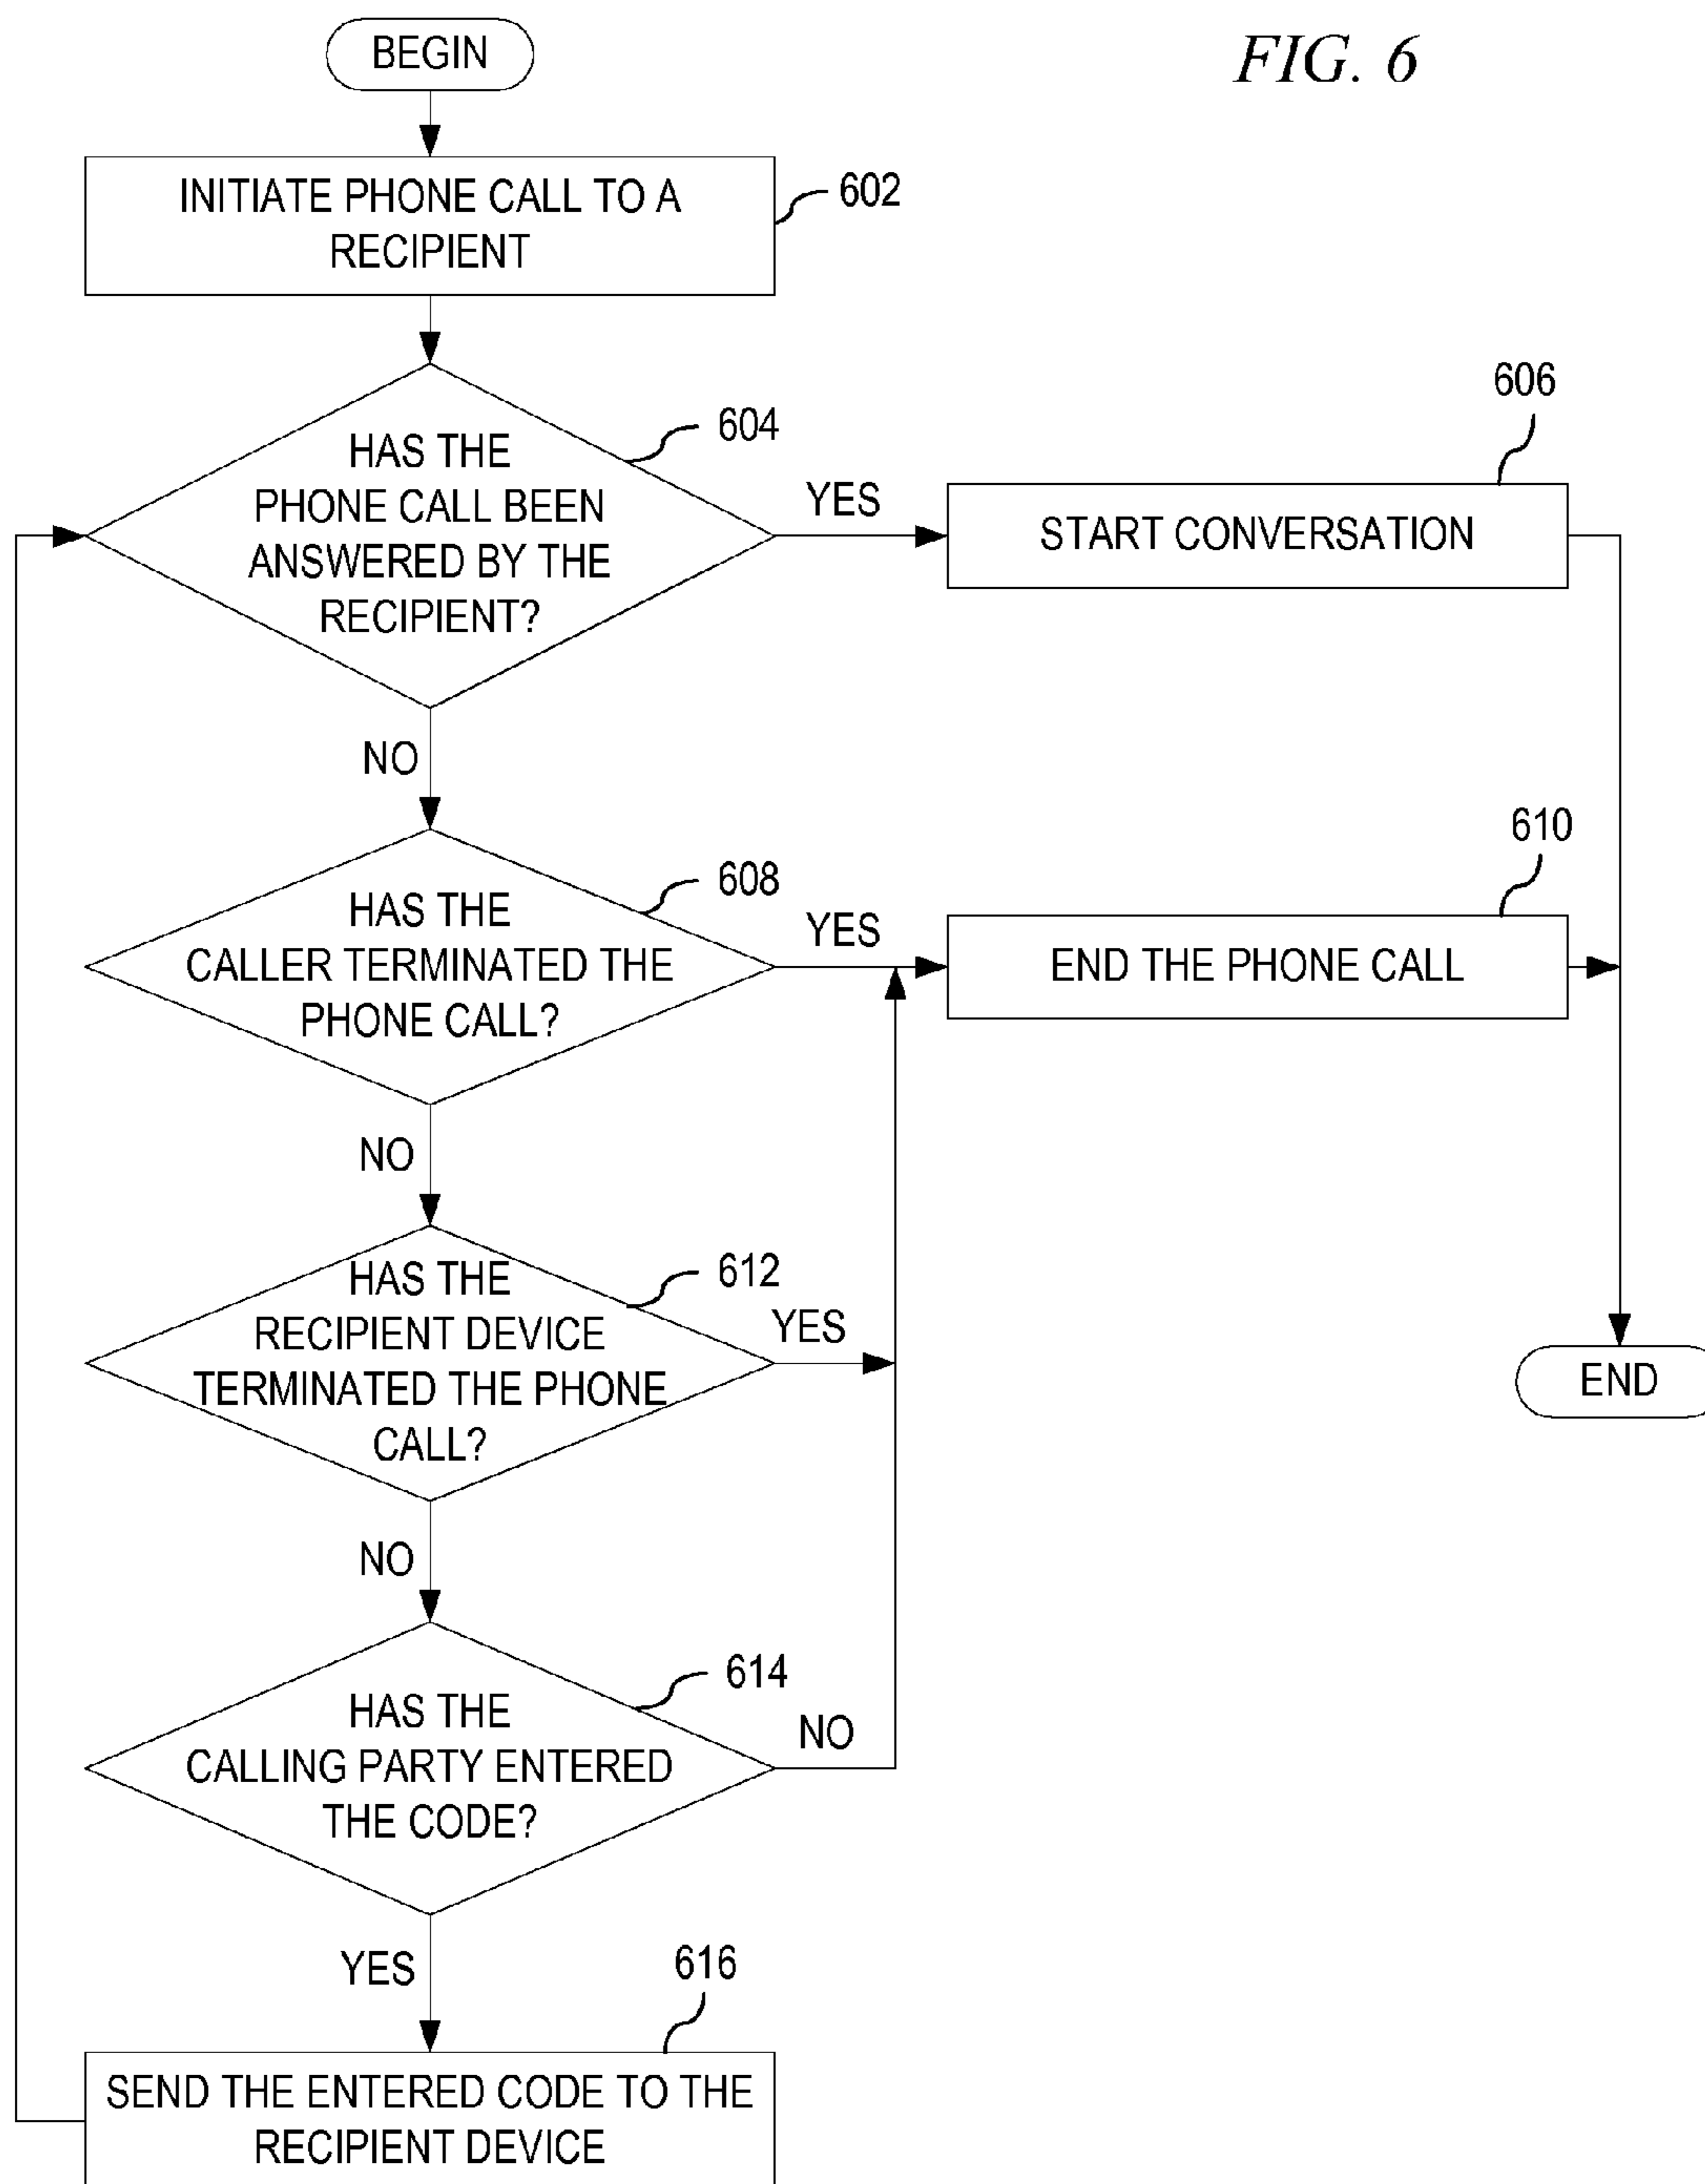 FIG. 6
BEGIN
INITIATE PHONE CALL TO A
RECIPIENT
602
HAS THE
PHONE CALL BEEN
ANSWERED BY THE
RECIPIENT?
604
YES
START CONVERSATION
606
NO
HAS THE
CALLER TERMINATED THE
PHONE CALL?
608
YES
END THE PHONE CALL
610
NO
HAS THE
RECIPIENT DEVICE
TERMINATED THE PHONE
CALL?
612
YES
END
NO
HAS THE
CALLING PARTY ENTERED
THE CODE?
614
NO
YES
616
SEND THE ENTERED CODE TO THE
RECIPIENT DEVICE